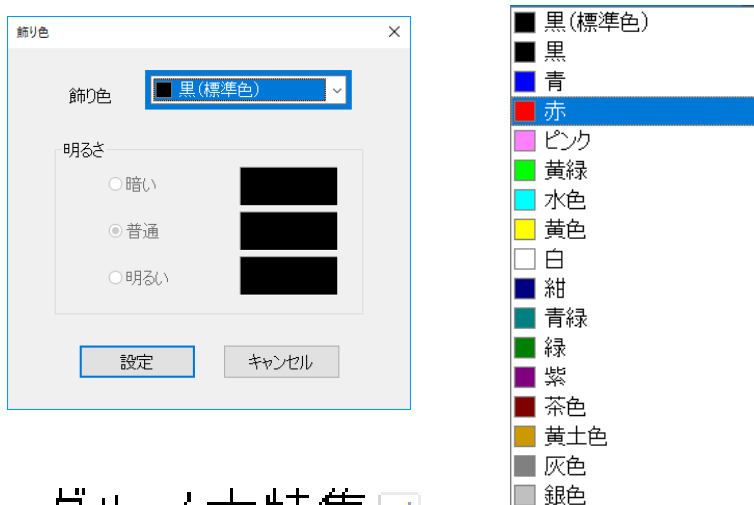 飾り色
飾り色
黒(標準色)
明るさ
暗い
普通
明るい
設定
キャンセル
黒(標準色)
黒
青
赤
ピンク
黄緑
水色
黄色
白
紺
青緑
緑
紫
茶色
黄土色
灰色
銀色